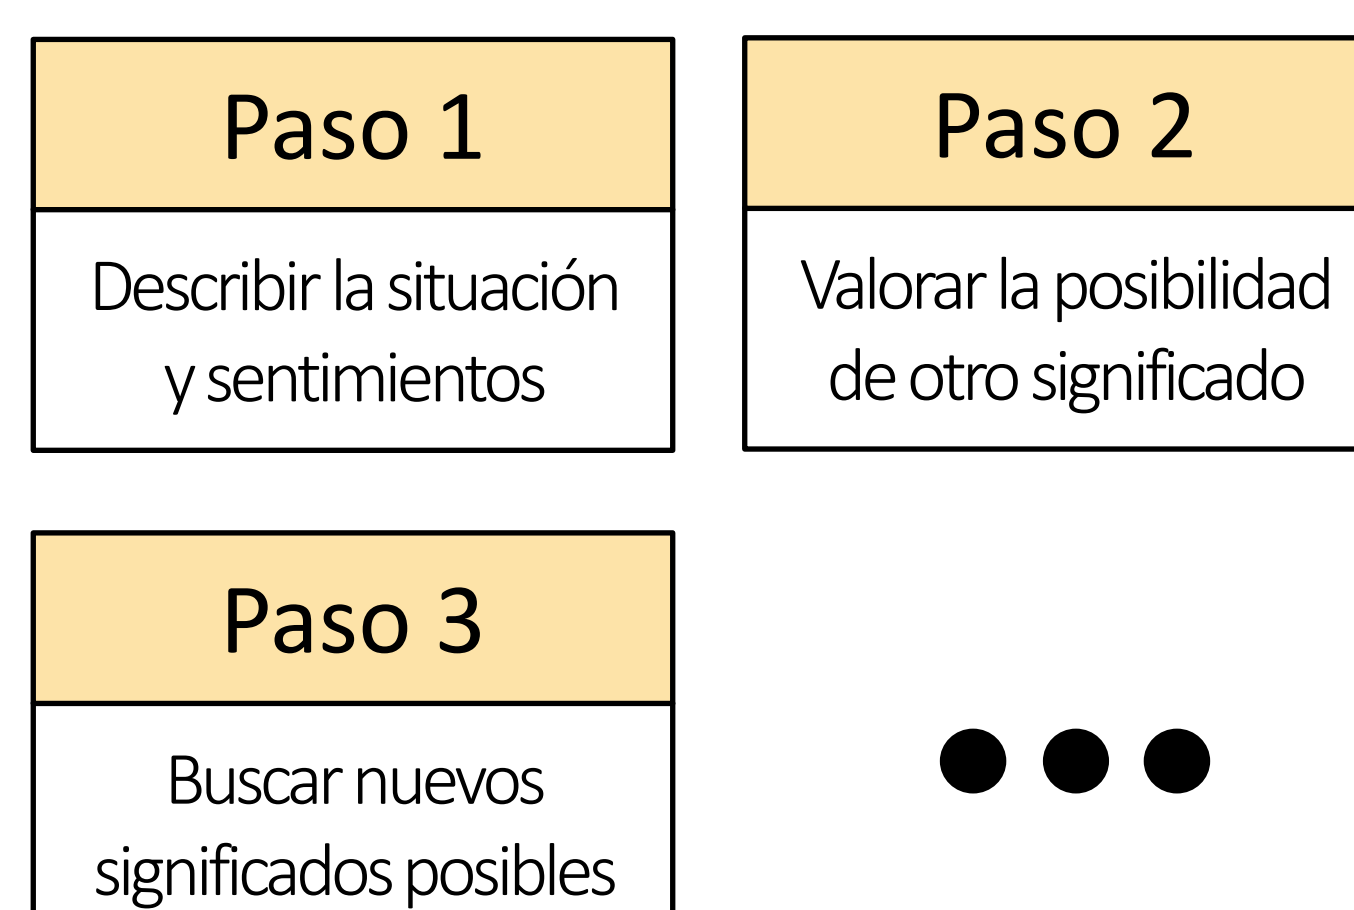 Paso 1
Describir la situación
y sentimientos
Paso 2
Valorar la posibilidad
de otro significado
Paso 3
Buscar nuevos
significados posibles